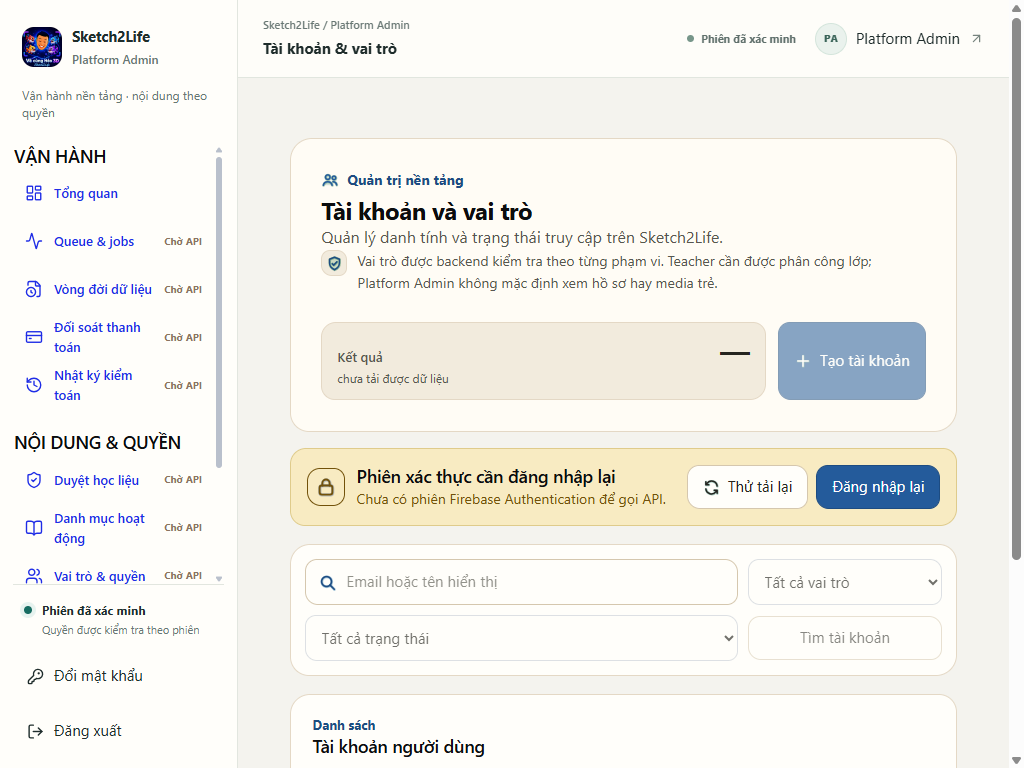 Sketch2Life
Platform Admin
Vận hành nền tảng · nội dung theo
quyền
VẬN HÀNH
Tổng quan
Queue & jobs
Chờ API
Vòng đời dữ liệu
Chờ API
Đối soát thanh
toán
Chờ API
Nhật ký kiểm
toán
Chờ API
NỘI DUNG & QUYỀN
Duyệt học liệu
Chờ API
Danh mục hoạt
động
Chờ API
Vai trò & quyền
Chờ API
Phiên đã xác minh
Quyền được kiểm tra theo phiên
Đổi mật khẩu
Đăng xuất
Sketch2Life / Platform Admin
Tài khoản & vai trò
Phiên đã xác minh
PA
Platform Admin
Quản trị nền tảng
Tài khoản và vai trò
Quản lý danh tính và trạng thái truy cập trên Sketch2Life.
Vai trò được backend kiểm tra theo từng phạm vi. Teacher cần được phân công lớp;
Platform Admin không mặc định xem hồ sơ hay media trẻ.
Kết quả
—
chưa tải được dữ liệu
+ Tạo tài khoản
Phiên xác thực cần đăng nhập lại
Chưa có phiên Firebase Authentication để gọi API.
Thử tải lại
Đăng nhập lại
Email hoặc tên hiển thị
Tất cả vai trò
Tất cả trạng thái
Tìm tài khoản
Danh sách
Tài khoản người dùng